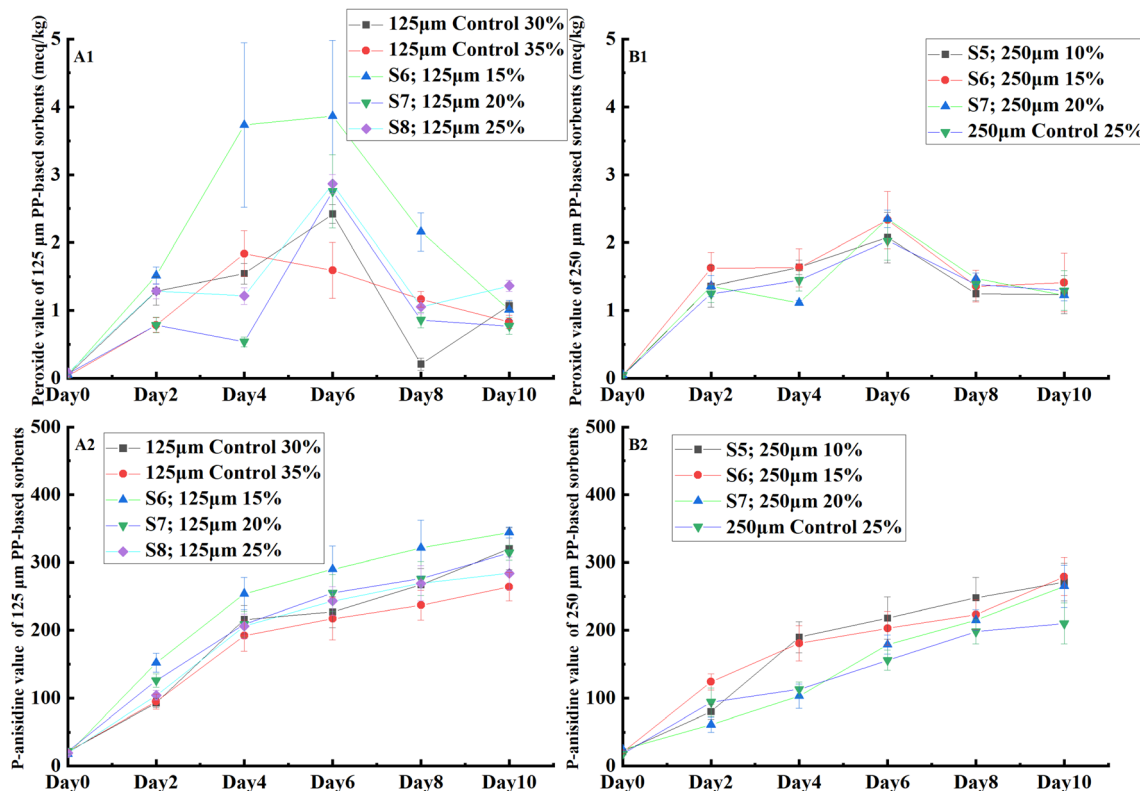 A1
Peroxide value of 125 µm PP-based sorbents (meq/kg)
5
4
3
2
1
0
125µm Control 30%
125µm Control 35%
S6; 125µm 15%
S7; 125µm 20%
S8; 125µm 25%
Day0 Day2 Day4 Day6 Day8 Day10
B1
Peroxide value of 250 µm PP-based sorbents (meq/kg)
5
4
3
2
1
0
S5; 250µm 10%
S6; 250µm 15%
S7; 250µm 20%
250µm Control 25%
Day0 Day2 Day4 Day6 Day8 Day10
A2
P-anisidine value of 125 µm PP-based sorbents
500
400
300
200
100
0
125µm Control 30%
125µm Control 35%
S6; 125µm 15%
S7; 125µm 20%
S8; 125µm 25%
Day0 Day2 Day4 Day6 Day8 Day10
B2
P-anisidine value of 250 µm PP-based sorbents
500
400
300
200
100
0
S5; 250µm 10%
S6; 250µm 15%
S7; 250µm 20%
250µm Control 25%
Day0 Day2 Day4 Day6 Day8 Day10